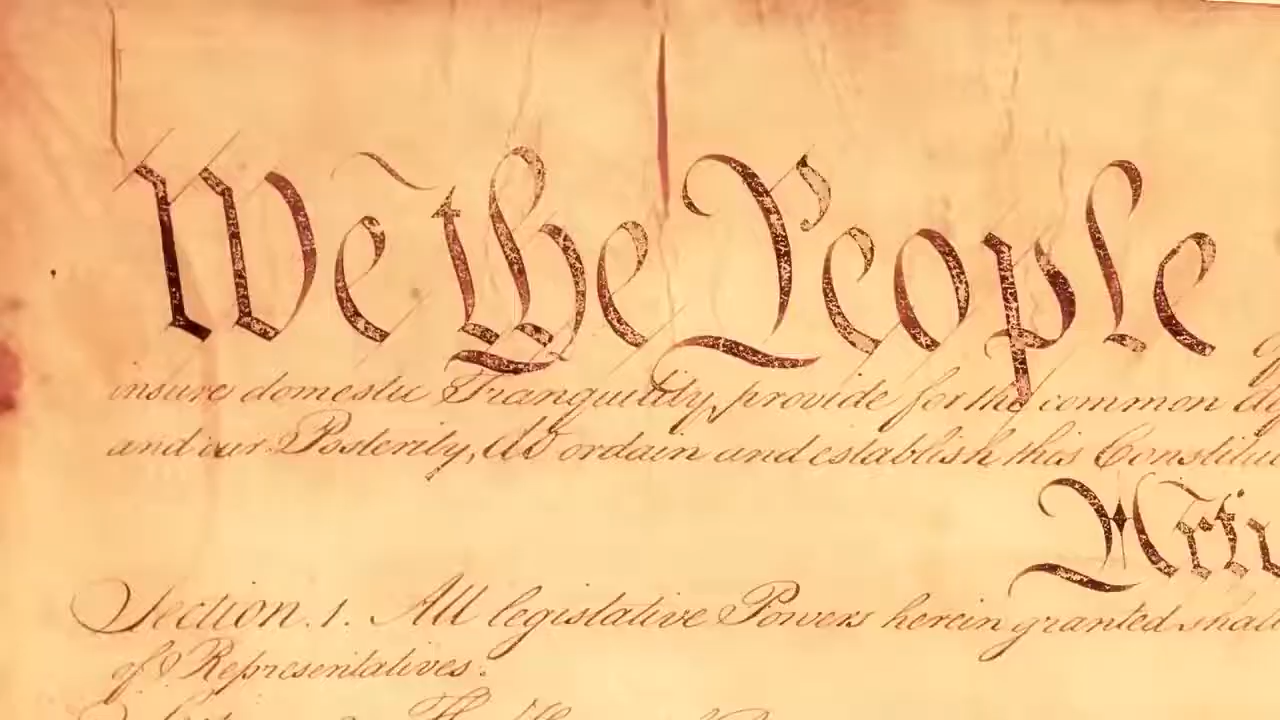 We the People
insure domestic Tranquility, provide for the common
and our Posterity, do ordain and establish this
Section. 1. All legislative Powers herein granted
of Representatives.